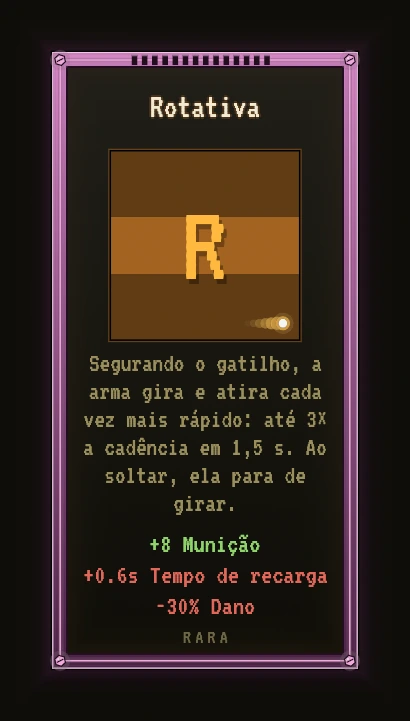 Rotativa
R
Segurando o gatilho, a
arma gira e atira cada
vez mais rápido: até 3X
a cadência em 1,5 s. Ao
soltar, ela para de
girar.
+8 Munição
+0.6s Tempo de recarga
-30% Dano
RARA